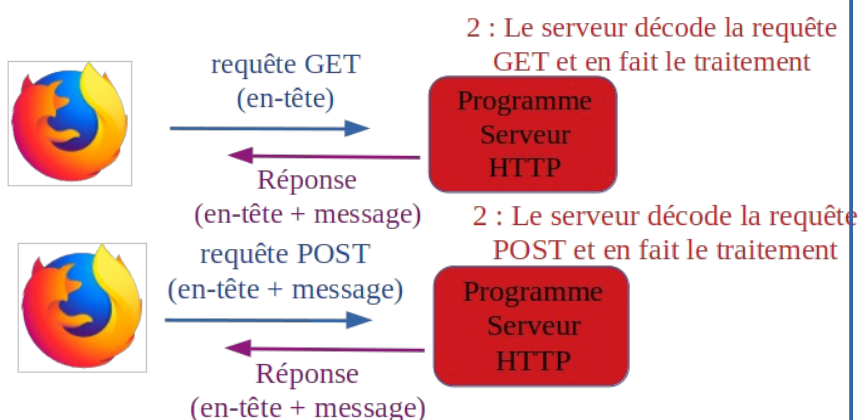 2 : Le serveur décode la requête
GET et en fait le traitement
requête GET
(en-tête)
Programme
Serveur
HTTP
Réponse
(en-tête + message)
2 : Le serveur décode la requête
POST et en fait le traitement
requête POST
(en-tête + message)
Programme
Serveur
HTTP
Réponse
(en-tête + message)